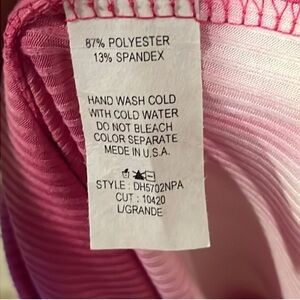 87% POLYESTER
13% SPANDEX
HAND WASH COLD
WITH COLD WATER
DO NOT BLEACH
COLOR SEPARATE
MADE IN U.S.A.
STYLE : DH5702NPA
CUT : 10420
L/GRANDE